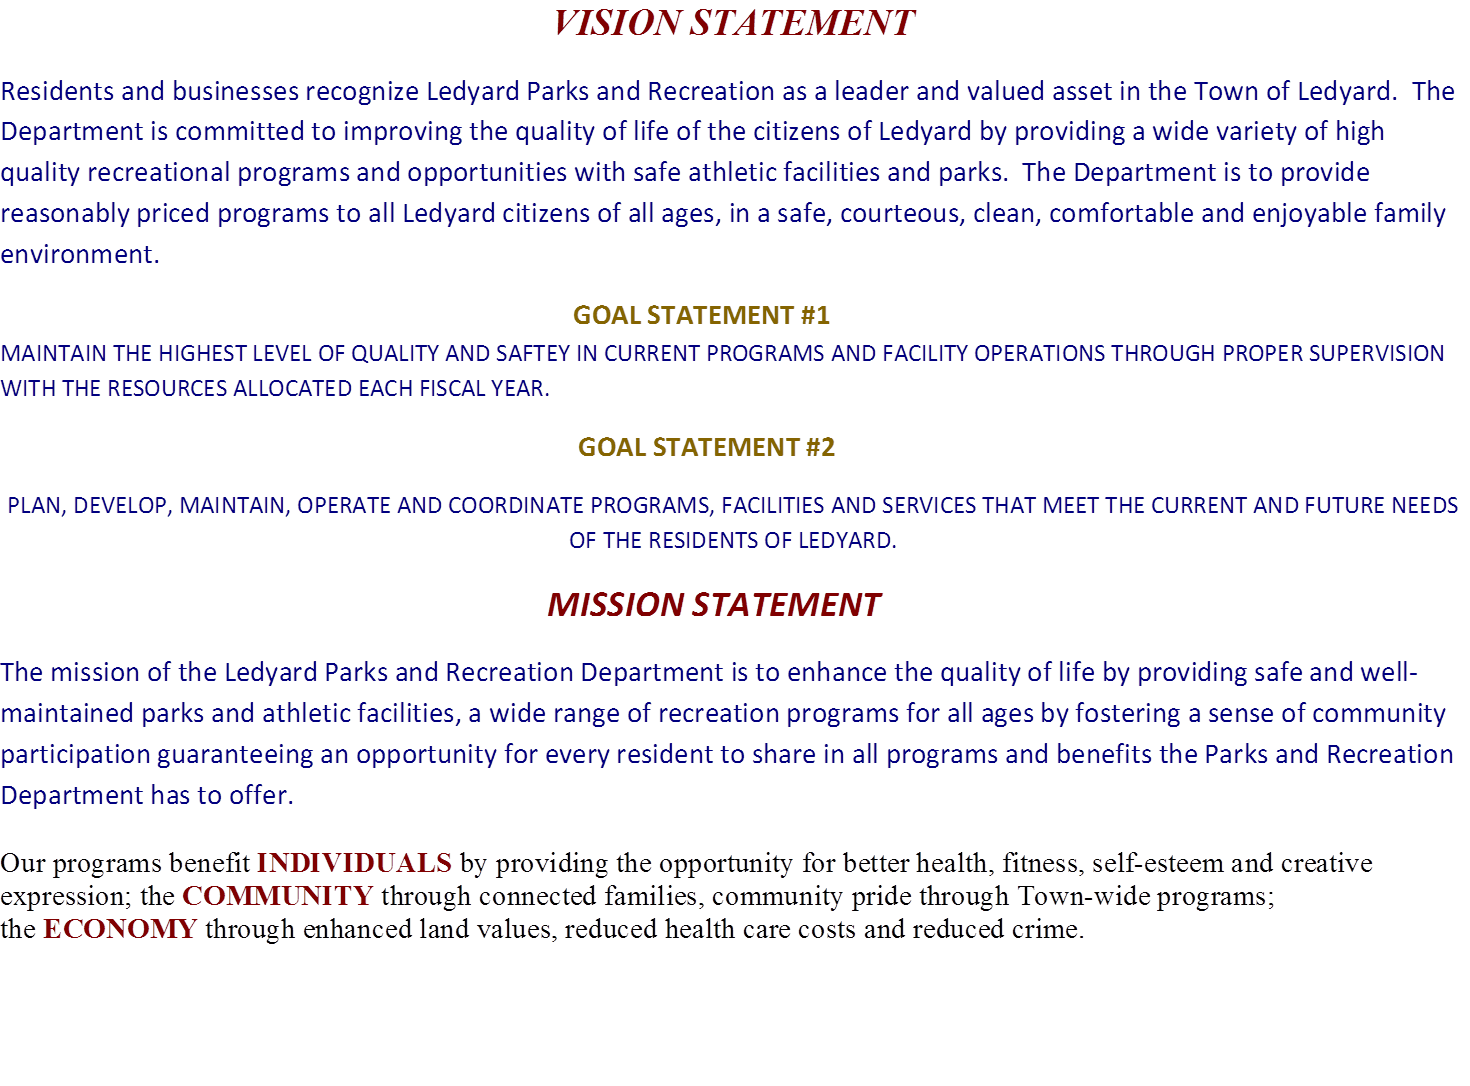 VISION STATEMENT
Residents and businesses recognize Ledyard Parks and Recreation as a leader and valued asset in the Town of Ledyard.  The
Department is committed to improving the quality of life of the citizens of Ledyard by providing a wide variety of high
quality recreational programs and opportunities with safe athletic facilities and parks.  The Department is to provide
reasonably priced programs to all Ledyard citizens of all ages, in a safe, courteous, clean, comfortable and enjoyable family
environment.
GOAL STATEMENT #1
MAINTAIN THE HIGHEST LEVEL OF QUALITY AND SAFTEY IN CURRENT PROGRAMS AND FACILITY OPERATIONS THROUGH PROPER SUPERVISION
WITH THE RESOURCES ALLOCATED EACH FISCAL YEAR.
GOAL STATEMENT #2
PLAN, DEVELOP, MAINTAIN, OPERATE AND COORDINATE PROGRAMS, FACILITIES AND SERVICES THAT MEET THE CURRENT AND FUTURE NEEDS
OF THE RESIDENTS OF LEDYARD.
MISSION STATEMENT
The mission of the Ledyard Parks and Recreation Department is to enhance the quality of life by providing safe and well-
maintained parks and athletic facilities, a wide range of recreation programs for all ages by fostering a sense of community
participation guaranteeing an opportunity for every resident to share in all programs and benefits the Parks and Recreation
Department has to offer.
Our programs benefit INDIVIDUALS by providing the opportunity for better health, fitness, self-esteem and creative
expression; the COMMUNITY through connected families, community pride through Town-wide programs;
the ECONOMY through enhanced land values, reduced health care costs and reduced crime.